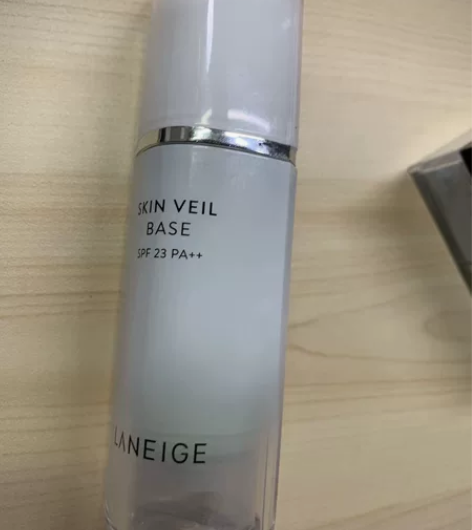 SKIN VEIL
BASE
SPF 23 PA++
LANEIGE